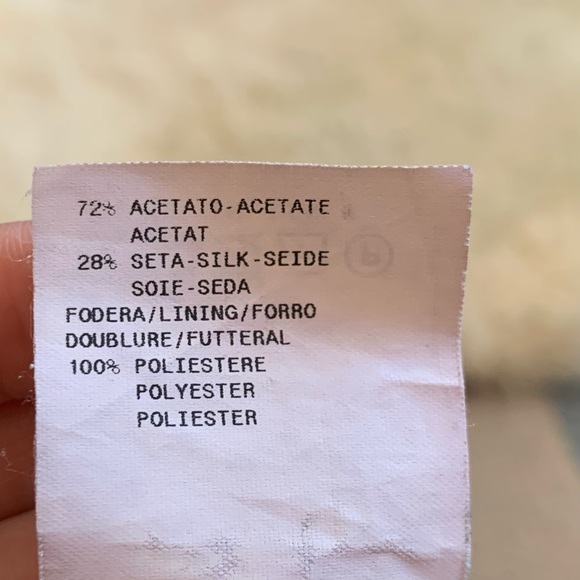 72% ACETATO-ACETATE
ACETAT
28% SETA-SILK-SEIDE
SOIE-SEDA
FODERA/LINING/FORRO
DOUBLURE/FUTTERAL
100% POLIESTERE
POLYESTER
POLIESTER